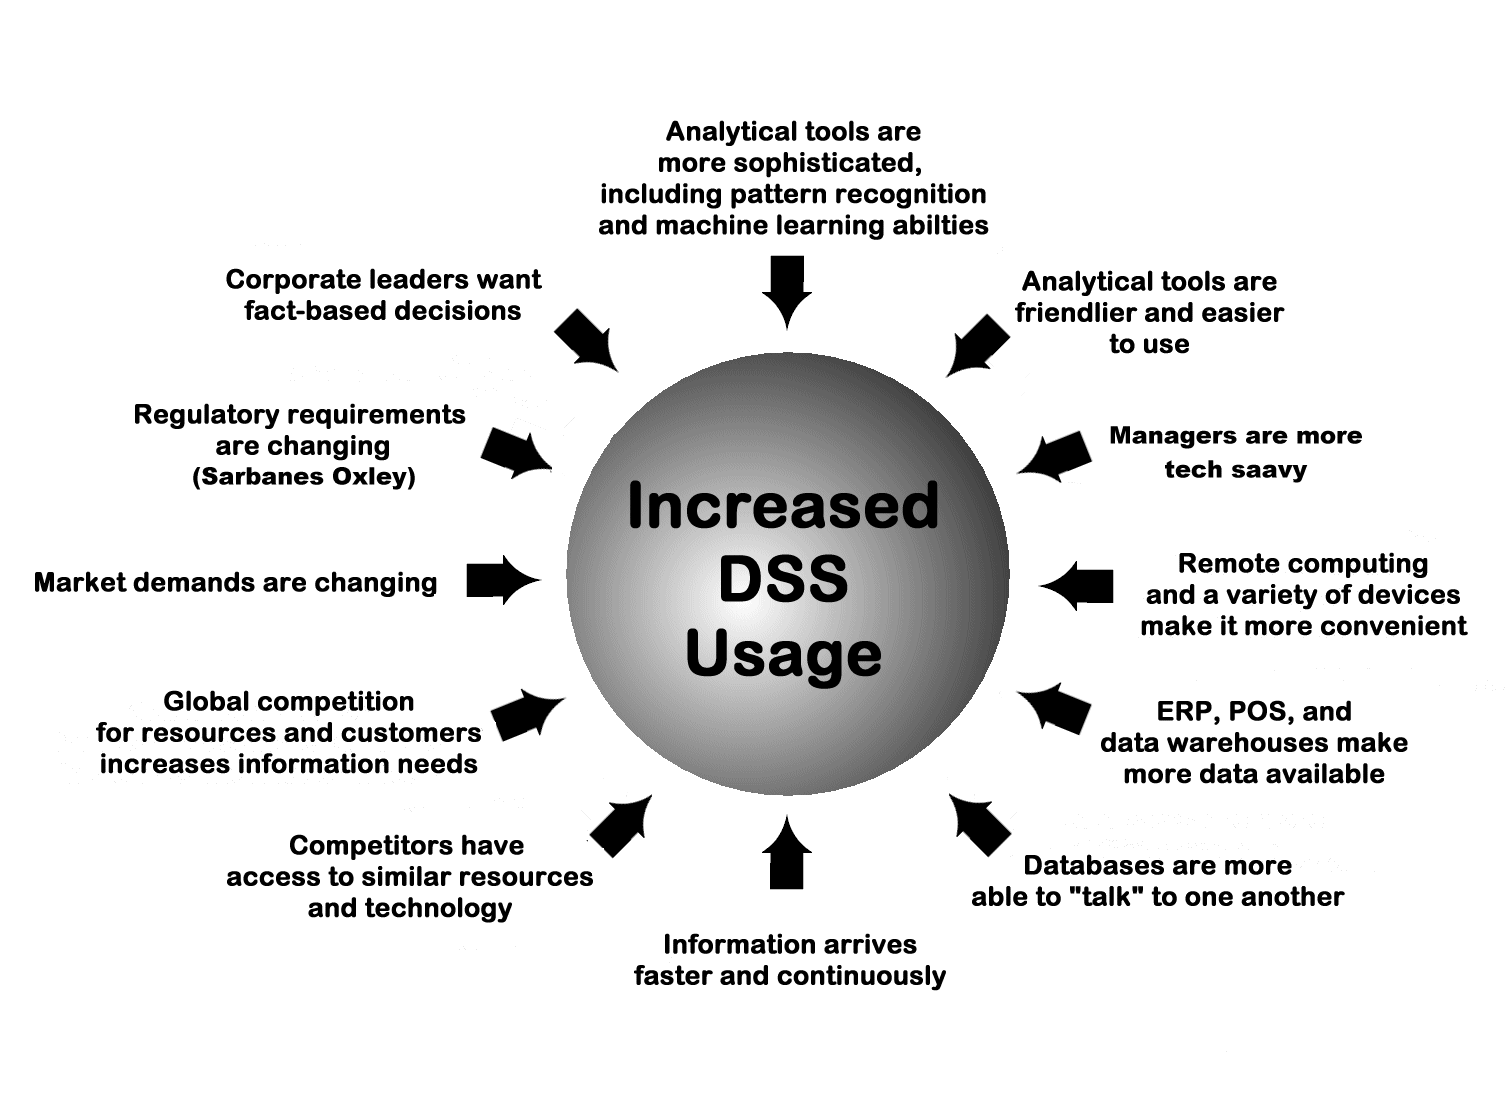 Analytical tools are
more sophisticated,
including pattern recognition
and machine learning abilties
Analytical tools are
friendlier and easier
to use
Managers are more
tech saavy
Remote computing
and a variety of devices
make it more convenient
ERP, POS, and
data warehouses make
more data available
Databases are more
able to "talk" to one another
Information arrives
faster and continuously
Competitors have
access to similar resources
and technology
Global competition
for resources and customers
increases information needs
Market demands are changing
Regulatory requirements
are changing
(Sarbanes Oxley)
Corporate leaders want
fact-based decisions
Increased
DSS
Usage